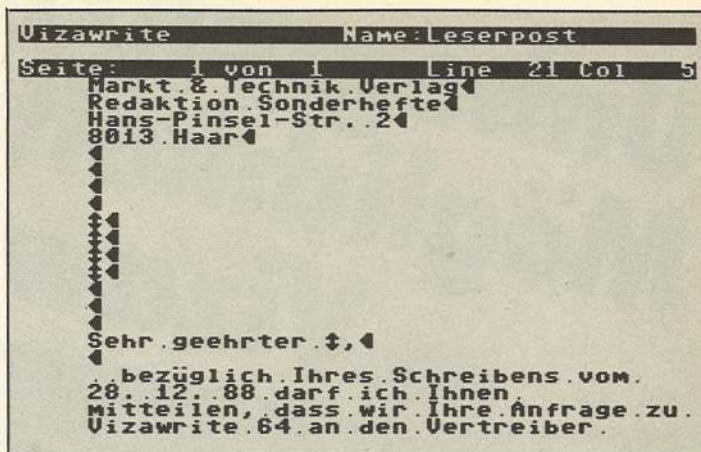 Vizawrite Name:Leserpost
Seite: 1 von 1 Line 21 Col 5
Markt.&.Technik.Verlag
Redaktion.Sonderhefte
Hans-Pinsel-Str..2
8013.Haar
‡
‡
‡
‡
Sehr.geehrter.‡,
..bezüglich.Ihres.Schreibens.vom.
28..12..88.darf.ich.Ihnen.
mitteilen,.dass.wir.Ihre.Anfrage.zu.
Vizawrite.64.an.den.Vertreiber.